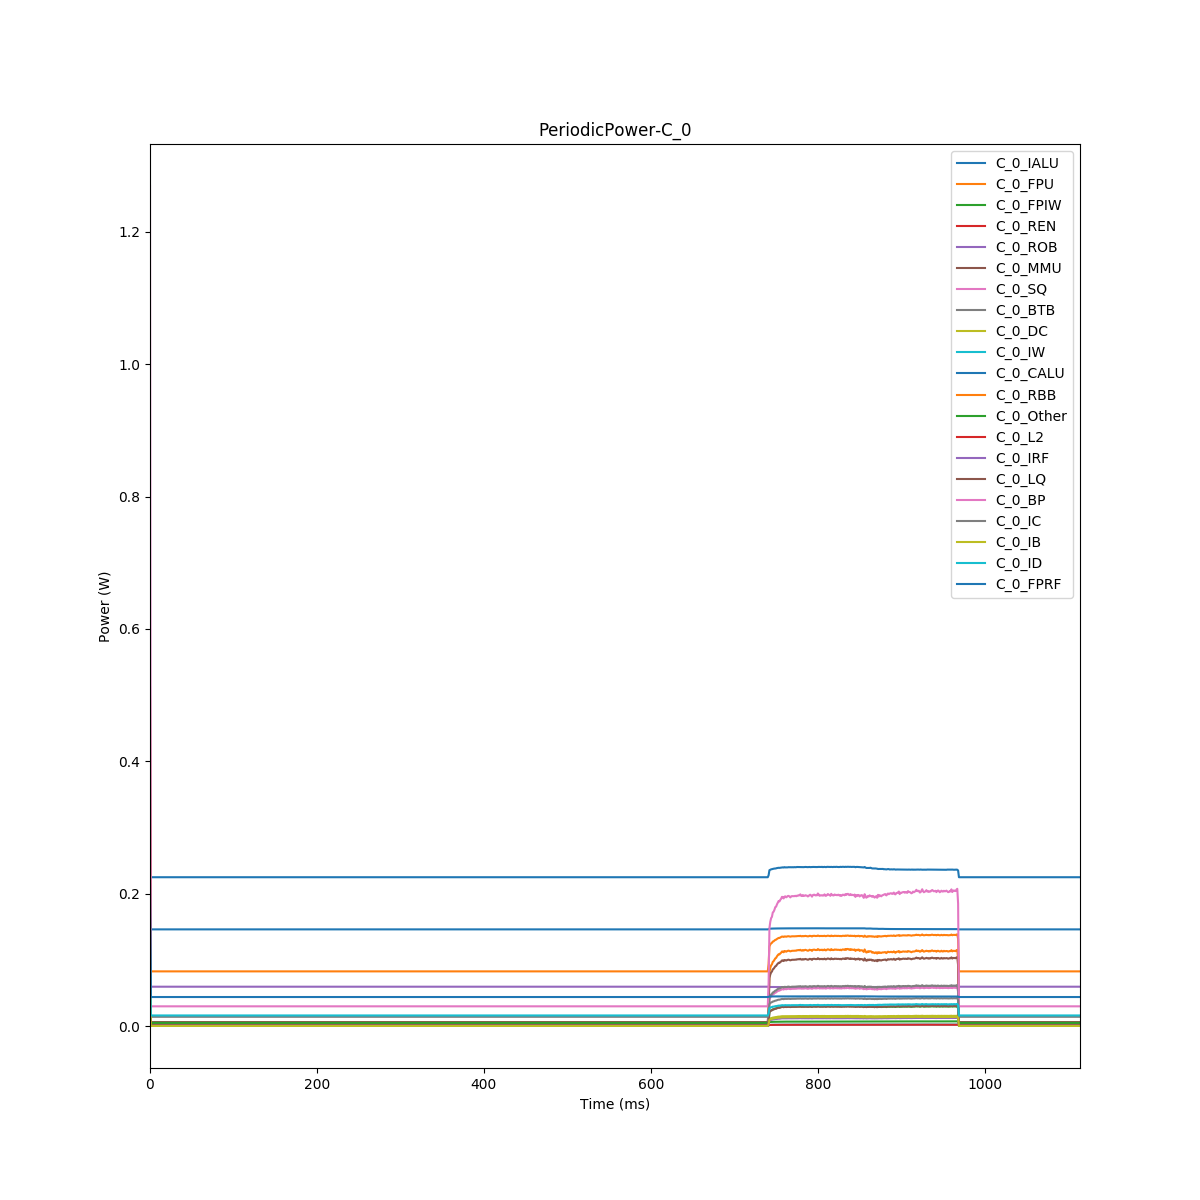 PeriodicPower-C_0
C_0_IALU
C_0_FPU
C_0_FPIW
C_0_REN
C_0_ROB
C_0_MMU
C_0_SQ
C_0_BTB
C_0_DC
C_0_IW
C_0_CALU
C_0_RBB
C_0_Other
C_0_L2
C_0_IRF
C_0_LQ
C_0_BP
C_0_IC
C_0_IB
C_0_ID
C_0_FPRF
1.2
1.0
0.8
0.6
0.4
0.2
0.0
Power (W)
0 200 400 600 800 1000
Time (ms)